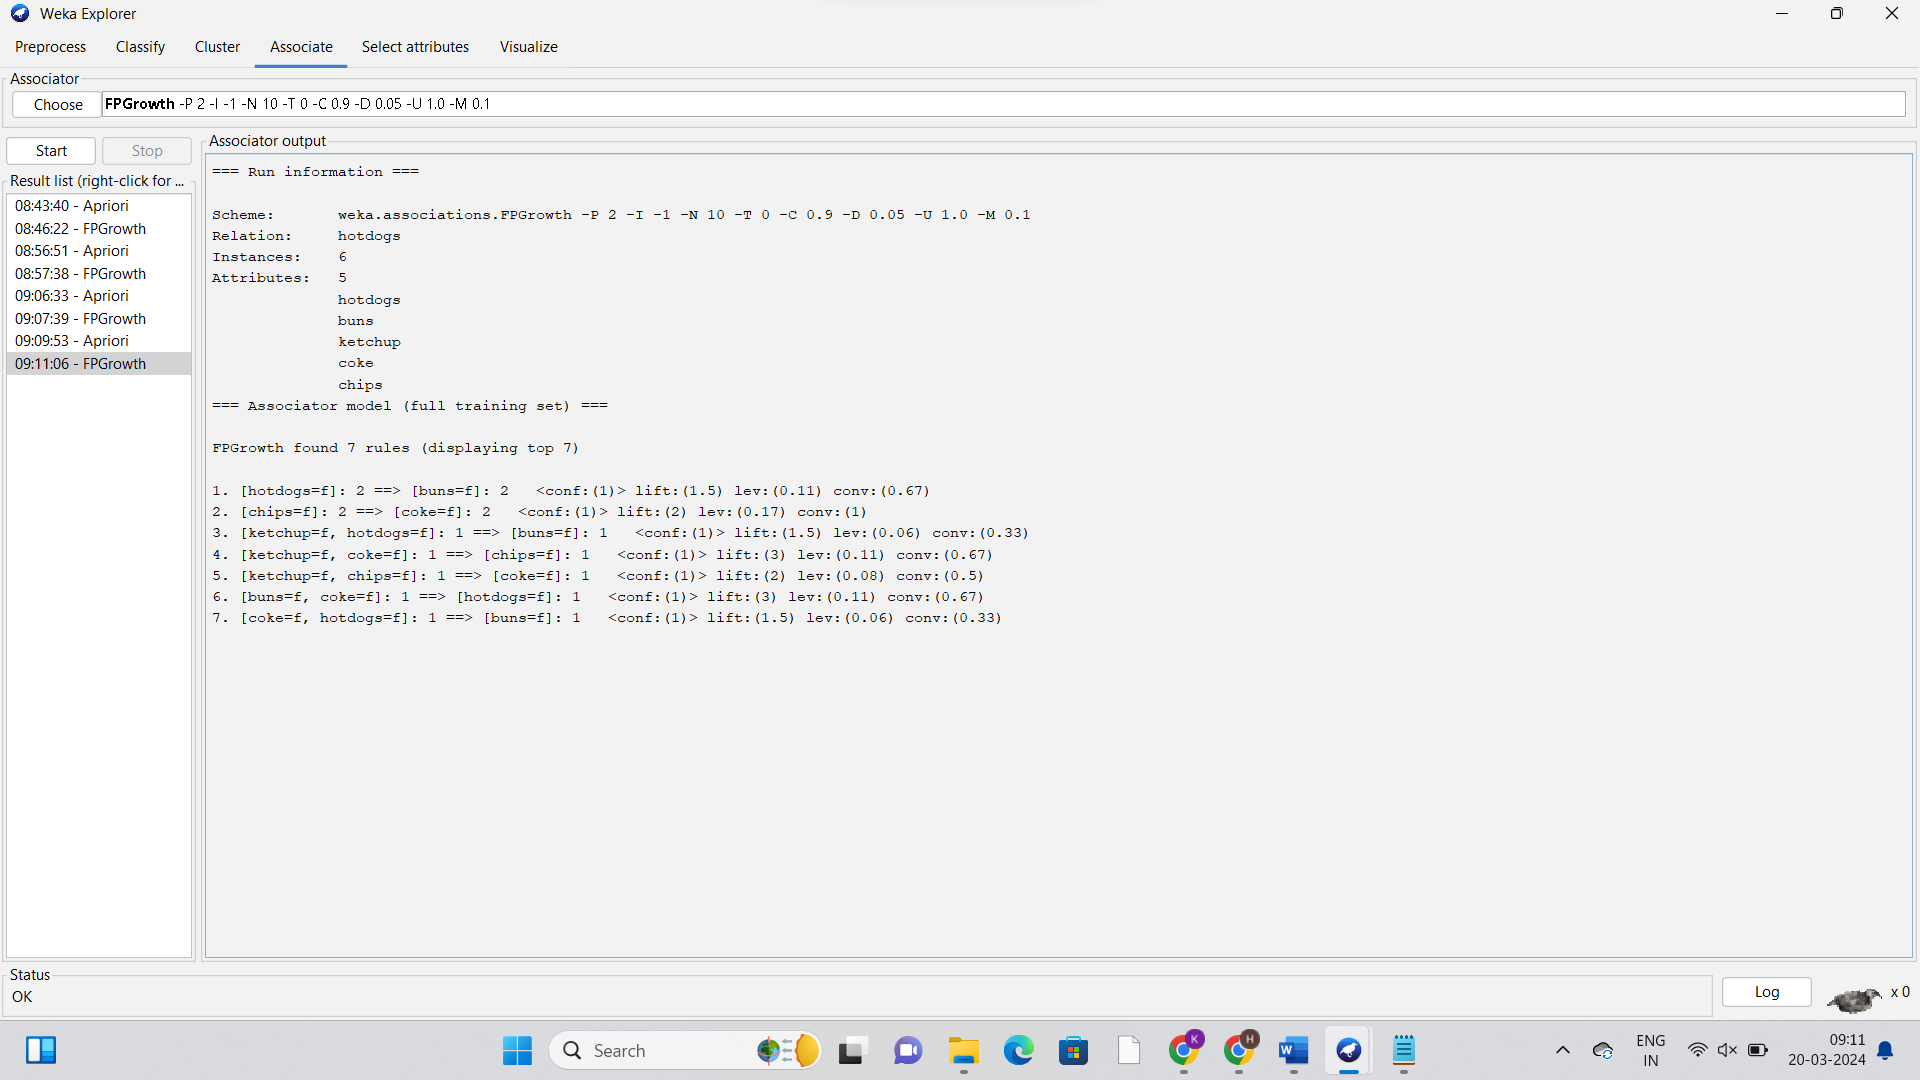 Weka Explorer
Preprocess Classify Cluster Associate Select attributes Visualize
Associator
Choose FPGrowth -P 2 -I -1 -N 10 -T 0 -C 0.9 -D 0.05 -U 1.0 -M 0.1
Start Stop
Result list (right-click for ...
08:43:40 - Apriori
08:46:22 - FPGrowth
08:56:51 - Apriori
08:57:38 - FPGrowth
09:06:33 - Apriori
09:07:39 - FPGrowth
09:09:53 - Apriori
09:11:06 - FPGrowth
Associator output
=== Run information ===
Scheme: weka.associations.FPGrowth -P 2 -I -1 -N 10 -T 0 -C 0.9 -D 0.05 -U 1.0 -M 0.1
Relation: hotdogs
Instances: 6
Attributes: 5
hotdogs
buns
ketchup
coke
chips
=== Associator model (full training set) ===
FPGrowth found 7 rules (displaying top 7)
1. [hotdogs=f]: 2 ==> [buns=f]: 2 <conf:(1)> lift:(1.5) lev:(0.11) conv:(0.67)
2. [chips=f]: 2 ==> [coke=f]: 2 <conf:(1)> lift:(2) lev:(0.17) conv:(1)
3. [ketchup=f, hotdogs=f]: 1 ==> [buns=f]: 1 <conf:(1)> lift:(1.5) lev:(0.06) conv:(0.33)
4. [ketchup=f, coke=f]: 1 ==> [chips=f]: 1 <conf:(1)> lift:(3) lev:(0.11) conv:(0.67)
5. [ketchup=f, chips=f]: 1 ==> [coke=f]: 1 <conf:(1)> lift:(2) lev:(0.08) conv:(0.5)
6. [buns=f, coke=f]: 1 ==> [hotdogs=f]: 1 <conf:(1)> lift:(3) lev:(0.11) conv:(0.67)
7. [coke=f, hotdogs=f]: 1 ==> [buns=f]: 1 <conf:(1)> lift:(1.5) lev:(0.06) conv:(0.33)
Status
OK
Log x 0
Search
K
H
W
ENG
IN
09:11
20-03-2024